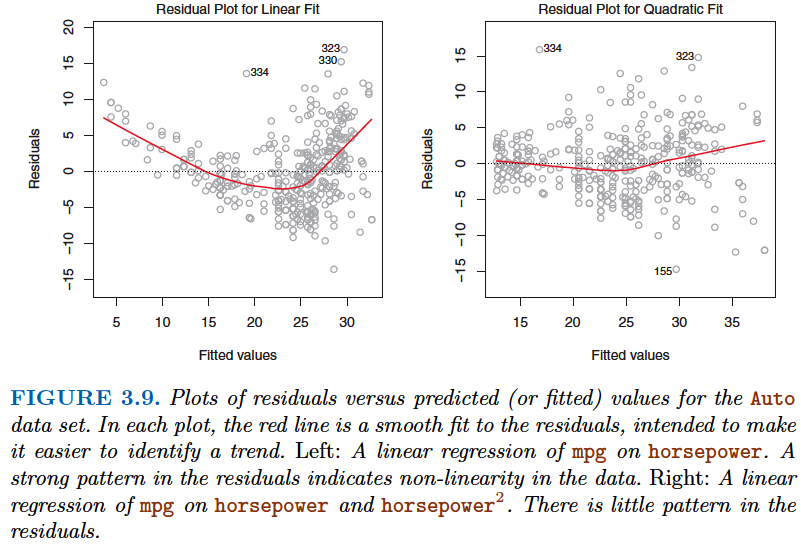 Residual Plot for Linear Fit
Residual Plot for Quadratic Fit
20
15
10
5
0
−5
−10
−15
Residuals
323
330
334
5 10 15 20 25 30
Fitted values
15
10
5
0
−5
−10
−15
Residuals
334
323
155
15 20 25 30 35
Fitted values
FIGURE 3.9. Plots of residuals versus predicted (or fitted) values for the Auto
data set. In each plot, the red line is a smooth fit to the residuals, intended to make
it easier to identify a trend. Left: A linear regression of mpg on horsepower. A
strong pattern in the residuals indicates non-linearity in the data. Right: A linear
regression of mpg on horsepower and horsepower². There is little pattern in the
residuals.